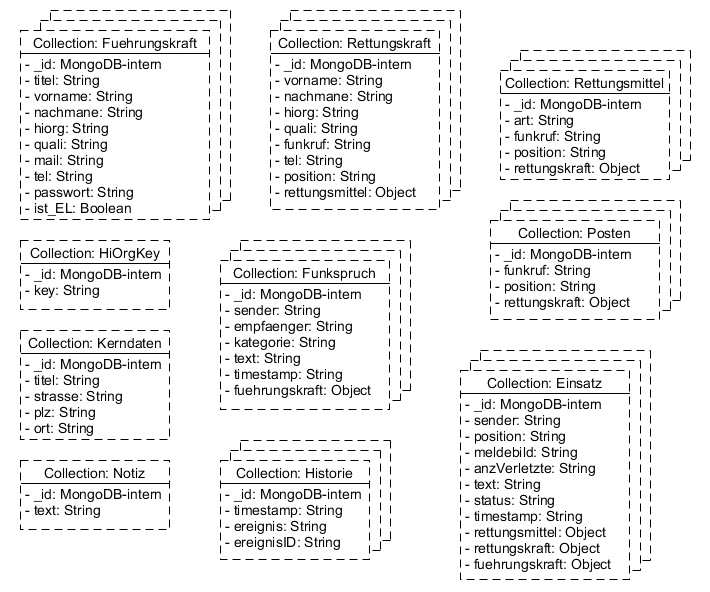 Collection: Fuehrungskraft
- _id: MongoDB-intern
- titel: String
- vorname: String
- nachmane: String
- hiorg: String
- quali: String
- mail: String
- tel: String
- passwort: String
- ist_EL: Boolean
Collection: Rettungskraft
- _id: MongoDB-intern
- vorname: String
- nachmane: String
- hiorg: String
- quali: String
- funkruf: String
- tel: String
- position: String
- rettungsmittel: Object
Collection: Rettungsmittel
- _id: MongoDB-intern
- art: String
- funkruf: String
- position: String
- rettungskraft: Object
Collection: HiOrgKey
- _id: MongoDB-intern
- key: String
Collection: Funkspruch
- _id: MongoDB-intern
- sender: String
- empfaenger: String
- kategorie: String
- text: String
- timestamp: String
- fuehrungskraft: Object
Collection: Posten
- _id: MongoDB-intern
- funkruf: String
- position: String
- rettungskraft: Object
Collection: Kerndaten
- _id: MongoDB-intern
- titel: String
- strasse: String
- plz: String
- ort: String
Collection: Einsatz
- _id: MongoDB-intern
- sender: String
- position: String
- meldebild: String
- anzVerletzte: String
- text: String
- status: String
- timestamp: String
- rettungsmittel: Object
- rettungskraft: Object
- fuehrungskraft: Object
Collection: Notiz
- _id: MongoDB-intern
- text: String
Collection: Historie
- _id: MongoDB-intern
- timestamp: String
- ereignis: String
- ereignisID: String